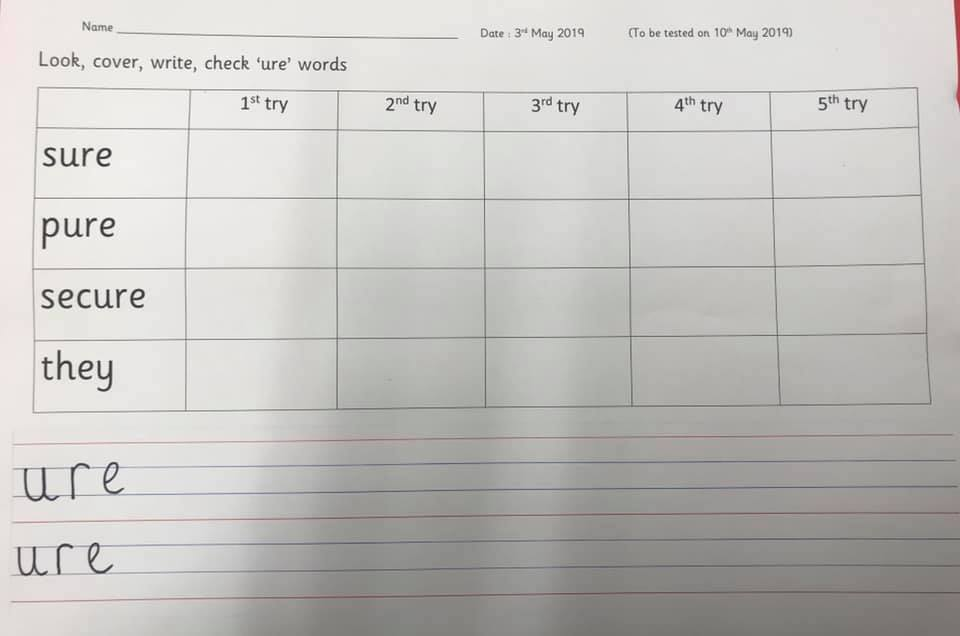 Name
Date : 3rd May 2019 (To be tested on 10th May 2019)
Look, cover, write, check ‘ure’ words
1st try 2nd try 3rd try 4th try 5th try
sure
pure
secure
they
ure
ure